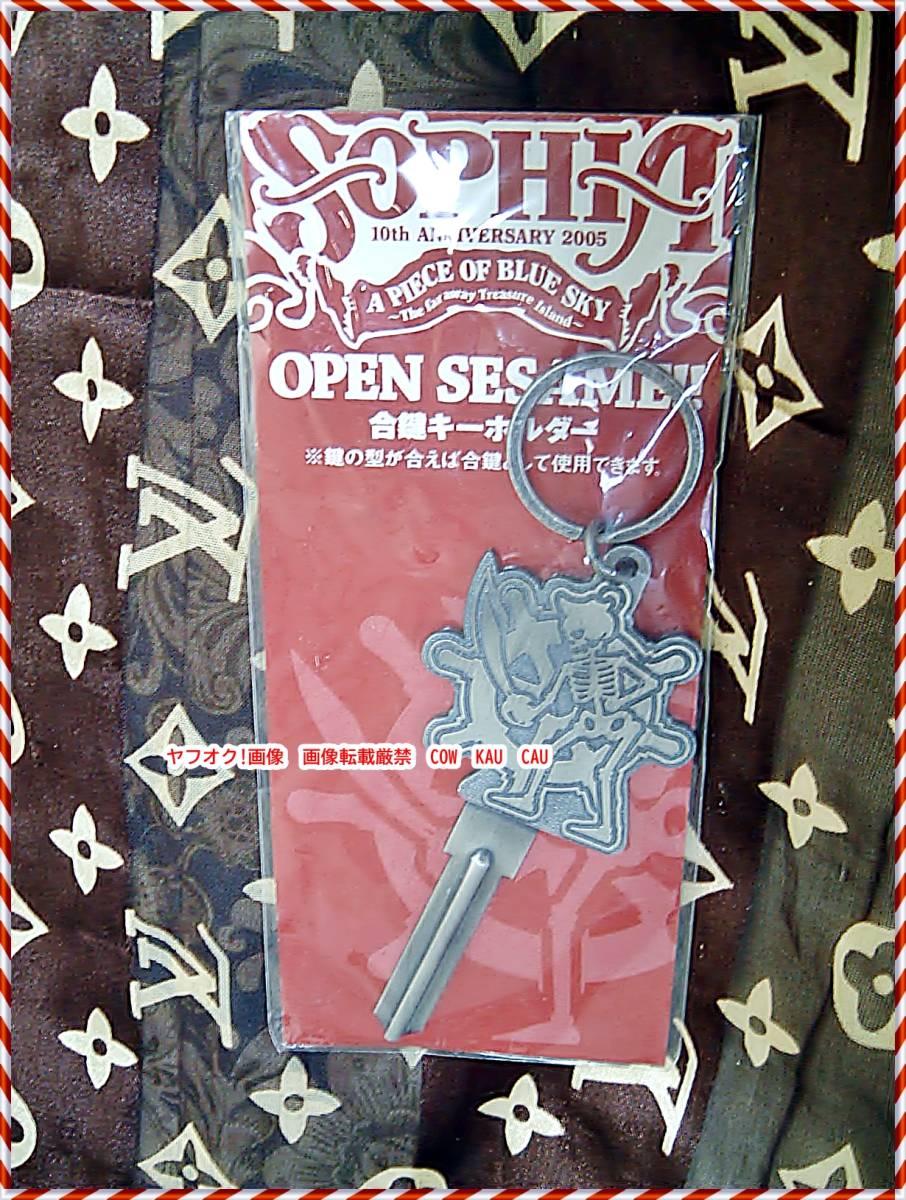 SOPHIA
10th ANNIVERSARY 2005
A PIECE OF BLUE SKY
~The Faraway Treasure Island~
OPEN SESAME!!
合鍵キーホルダー
※鍵の型が合えば合鍵として使用できます。
ヤフオク!画像 画像転載厳禁 COW KAU CAU